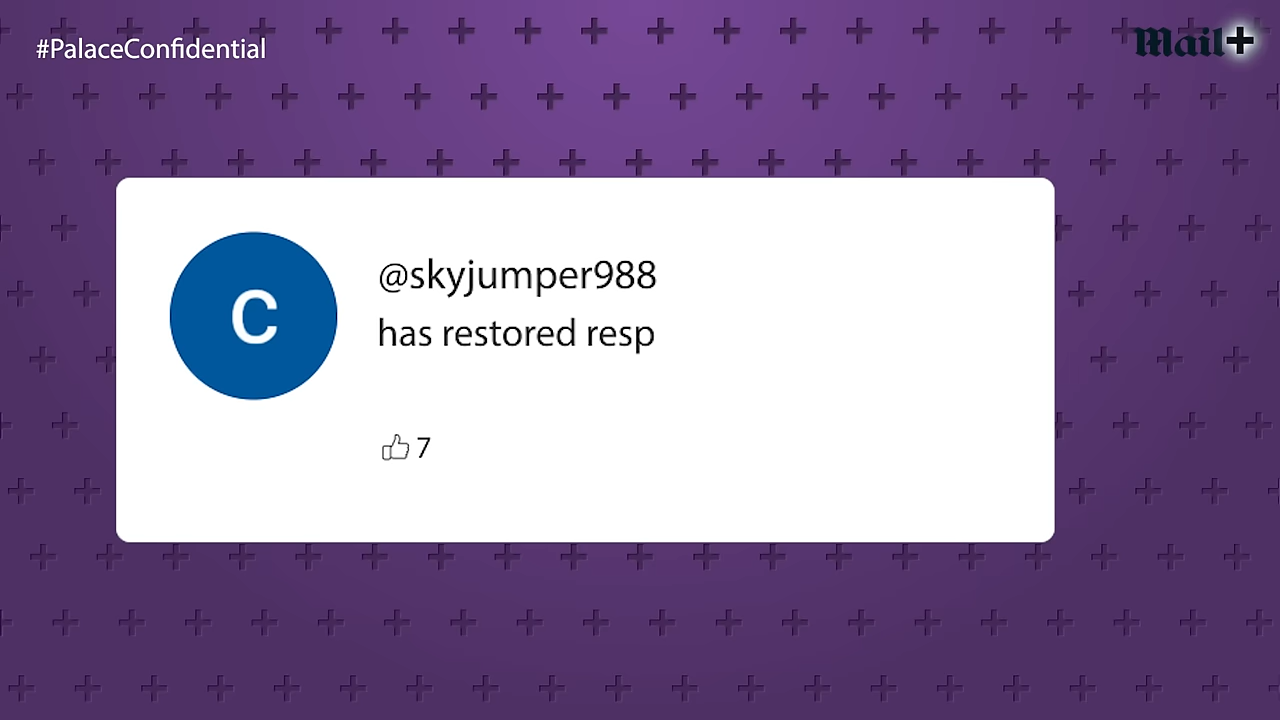 #PalaceConfidential
Mail+
C
@skyjumper988
has restored resp
7